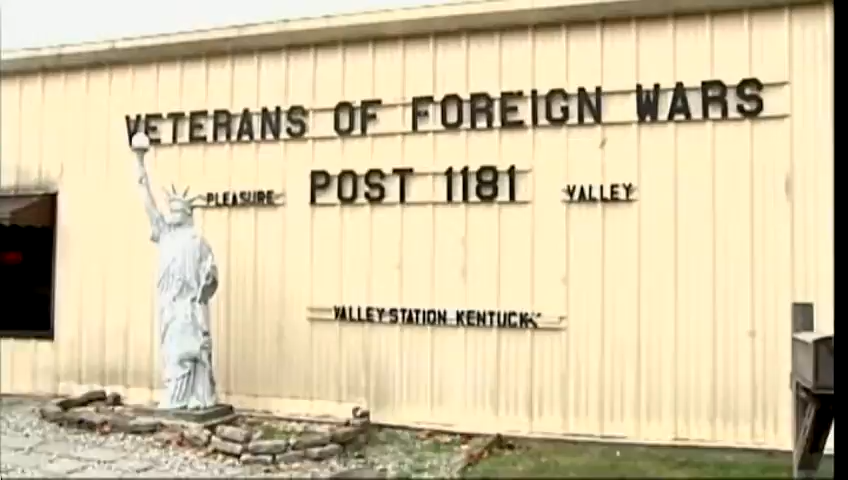 VETERANS OF FOREIGN WARS
PLEASURE POST 1181 VALLEY
VALLEY STATION KENTUCKY